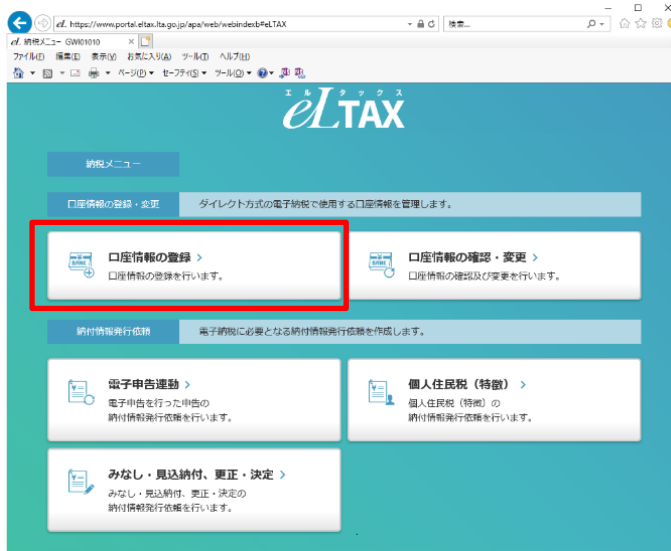 eL https://www.portal.eltax.lta.go.jp/apa/web/webindexb#eLTAX
検索...
eL 納税メニュー GWI01010
ファイル(F) 編集(E) 表示(V) お気に入り(A) ツール(T) ヘルプ(H)
ページ(P) セーフティ(S) ツール(O)
エルタックス
eLTAX
納税メニュー
口座情報の登録・変更 ダイレクト方式の電子納税で使用する口座情報を管理します。
口座情報の登録
口座情報の登録を行います。
口座情報の確認・変更
口座情報の確認及び変更を行います。
納付情報発行依頼 電子納税に必要となる納付情報発行依頼を作成します。
電子申告連動
電子申告を行った申告の
納付情報発行依頼を行います。
個人住民税（特徴）
個人住民税（特徴）の
納付情報発行依頼を行います。
みなし・見込納付、更正・決定
みなし・見込納付、更正・決定の
納付情報発行依頼を行います。